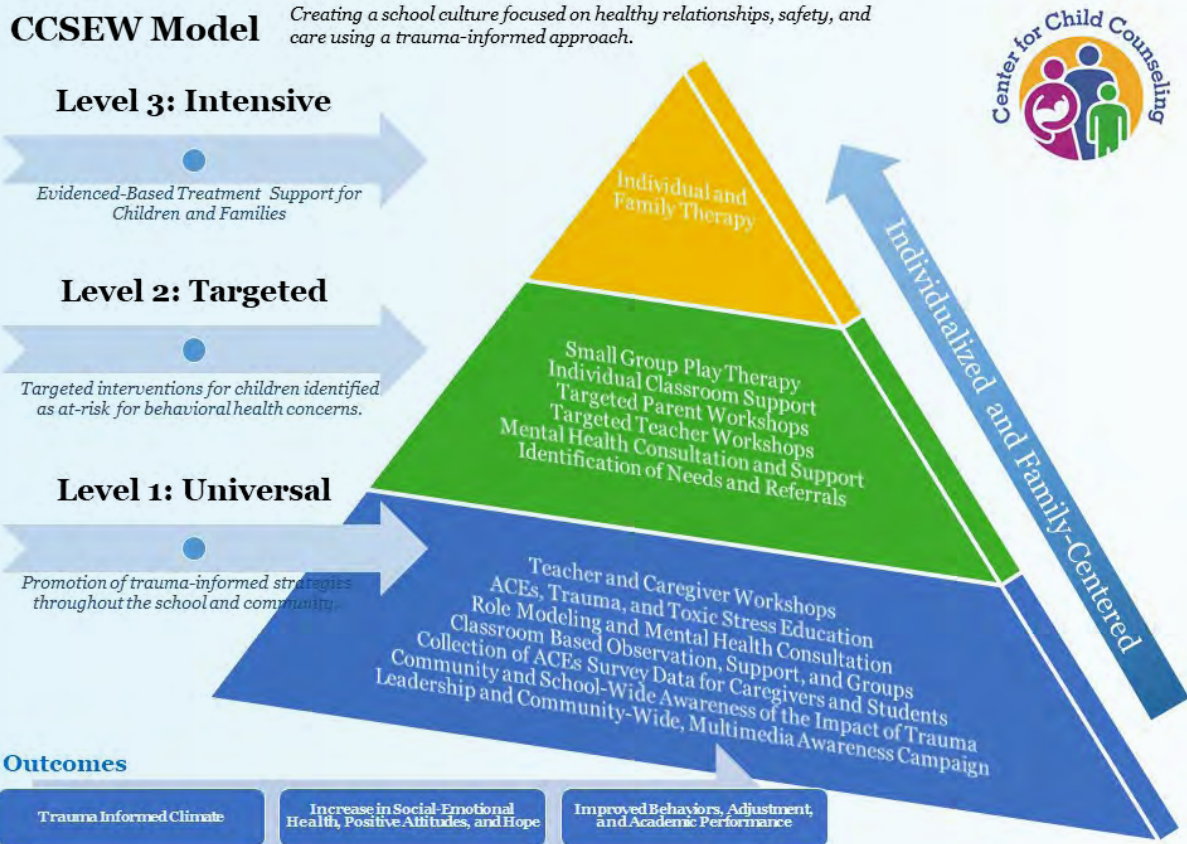 CCSEW Model
Creating a school culture focused on healthy relationships, safety, and
care using a trauma-informed approach.
Center for Child Counseling
Level 3: Intensive
Evidenced-Based Treatment Support for
Children and Families
Level 2: Targeted
Targeted interventions for children identified
as at-risk for behavioral health concerns.
Level 1: Universal
Promotion of trauma-informed strategies
throughout the school and community.
Individual and
Family Therapy
Small Group Play Therapy
Individual Classroom Support
Targeted Parent Workshops
Targeted Teacher Workshops
Mental Health Consultation and Support
Identification of Needs and Referrals
Teacher and Caregiver Workshops
ACEs, Trauma, and Toxic Stress Education
Role Modeling and Mental Health Consultation
Classroom Based Observation, Support, and Groups
Collection of ACEs Survey Data for Caregivers and Students
Community and School-Wide Awareness of the Impact of Trauma
Leadership and Community-Wide, Multimedia Awareness Campaign
Individualized and Family-Centered
Outcomes
Trauma Informed Climate
Increase in Social-Emotional
Health, Positive Attitudes, and Hope
Improved Behaviors, Adjustment,
and Academic Performance